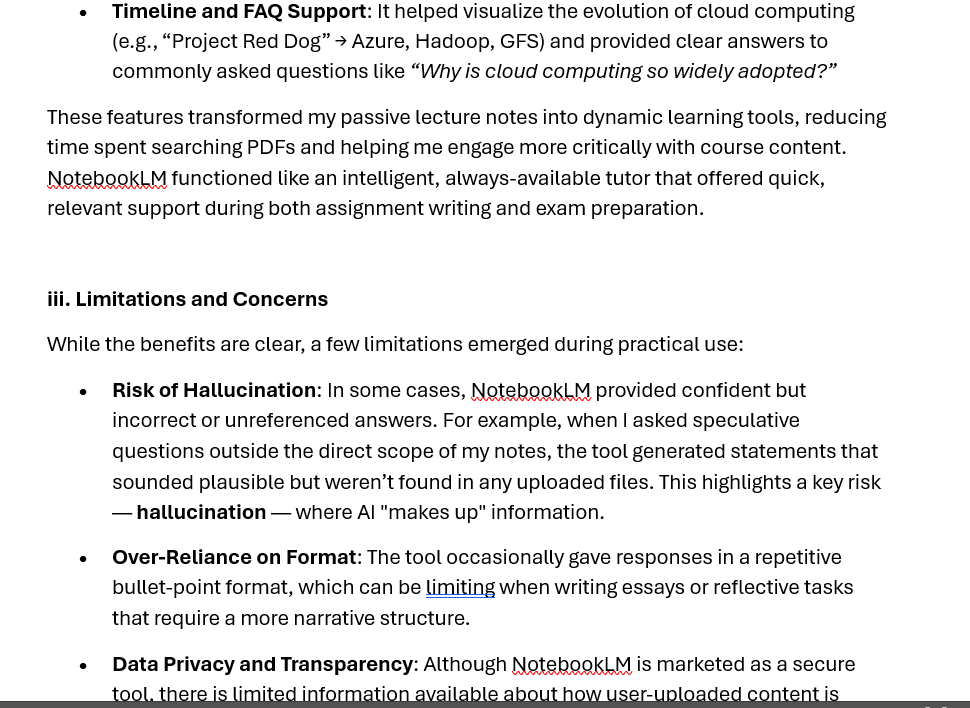 • Timeline and FAQ Support: It helped visualize the evolution of cloud computing
(e.g., “Project Red Dog” → Azure, Hadoop, GFS) and provided clear answers to
commonly asked questions like “Why is cloud computing so widely adopted?”
These features transformed my passive lecture notes into dynamic learning tools, reducing
time spent searching PDFs and helping me engage more critically with course content.
NotebookLM functioned like an intelligent, always-available tutor that offered quick,
relevant support during both assignment writing and exam preparation.
iii. Limitations and Concerns
While the benefits are clear, a few limitations emerged during practical use:
• Risk of Hallucination: In some cases, NotebookLM provided confident but
incorrect or unreferenced answers. For example, when I asked speculative
questions outside the direct scope of my notes, the tool generated statements that
sounded plausible but weren’t found in any uploaded files. This highlights a key risk
— hallucination — where AI "makes up" information.
• Over-Reliance on Format: The tool occasionally gave responses in a repetitive
bullet-point format, which can be limiting when writing essays or reflective tasks
that require a more narrative structure.
• Data Privacy and Transparency: Although NotebookLM is marketed as a secure
tool, there is limited information available about how user-uploaded content is